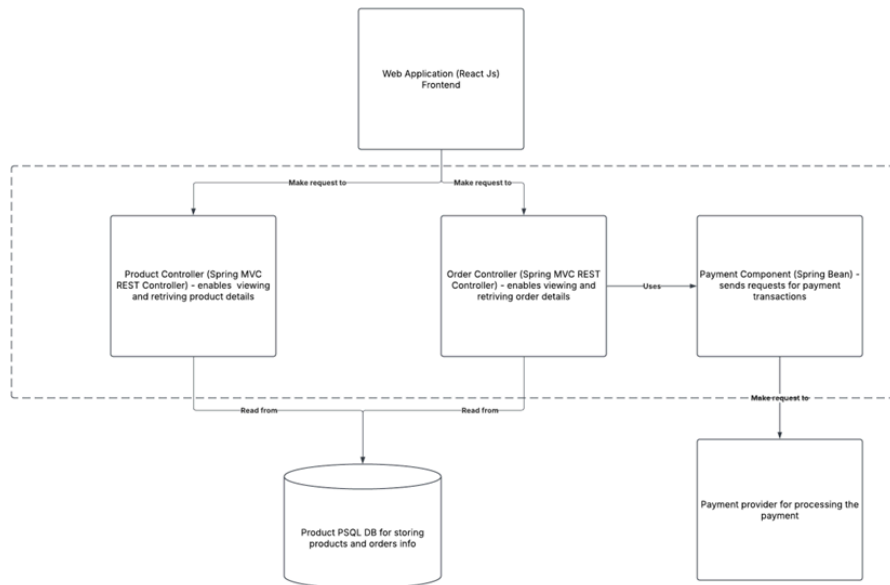 Web Application (React Js)
Frontend
Make request to
Make request to
Product Controller (Spring MVC
REST Controller) - enables viewing
and retriving product details
Order Controller (Spring MVC REST
Controller) - enables viewing and
retriving order details
Uses
Payment Component (Spring Bean) -
sends requests for payment
transactions
Read from
Read from
Make request to
Product PSQL DB for storing
products and orders info
Payment provider for processing the
payment